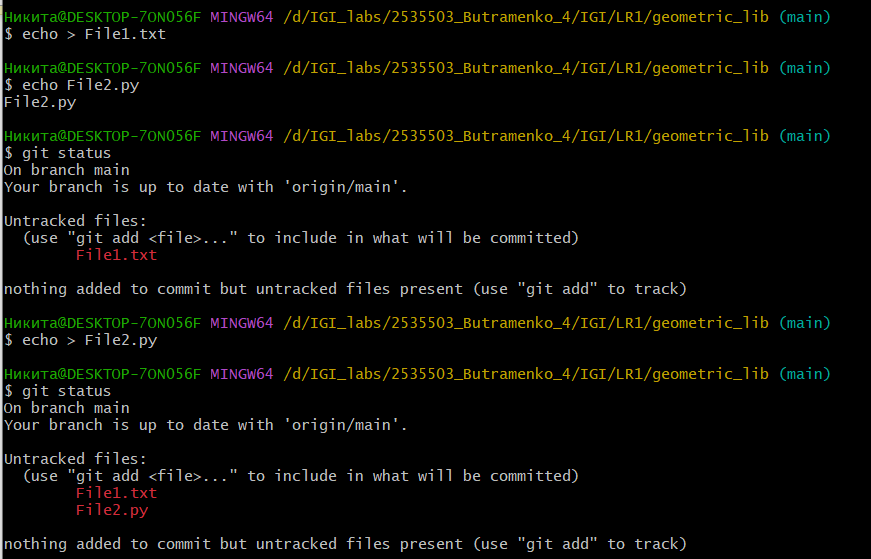 Никита@DESKTOP-7ON056F MINGW64 /d/IGI_labs/2535503_Butramenko_4/IGI/LR1/geometric_lib (main)
$ echo > File1.txt
Никита@DESKTOP-7ON056F MINGW64 /d/IGI_labs/2535503_Butramenko_4/IGI/LR1/geometric_lib (main)
$ echo File2.py
File2.py
Никита@DESKTOP-7ON056F MINGW64 /d/IGI_labs/2535503_Butramenko_4/IGI/LR1/geometric_lib (main)
$ git status
On branch main
Your branch is up to date with 'origin/main'.
Untracked files:
(use "git add <file>..." to include in what will be committed)
File1.txt
nothing added to commit but untracked files present (use "git add" to track)
Никита@DESKTOP-7ON056F MINGW64 /d/IGI_labs/2535503_Butramenko_4/IGI/LR1/geometric_lib (main)
$ echo > File2.py
Никита@DESKTOP-7ON056F MINGW64 /d/IGI_labs/2535503_Butramenko_4/IGI/LR1/geometric_lib (main)
$ git status
On branch main
Your branch is up to date with 'origin/main'.
Untracked files:
(use "git add <file>..." to include in what will be committed)
File1.txt
File2.py
nothing added to commit but untracked files present (use "git add" to track)